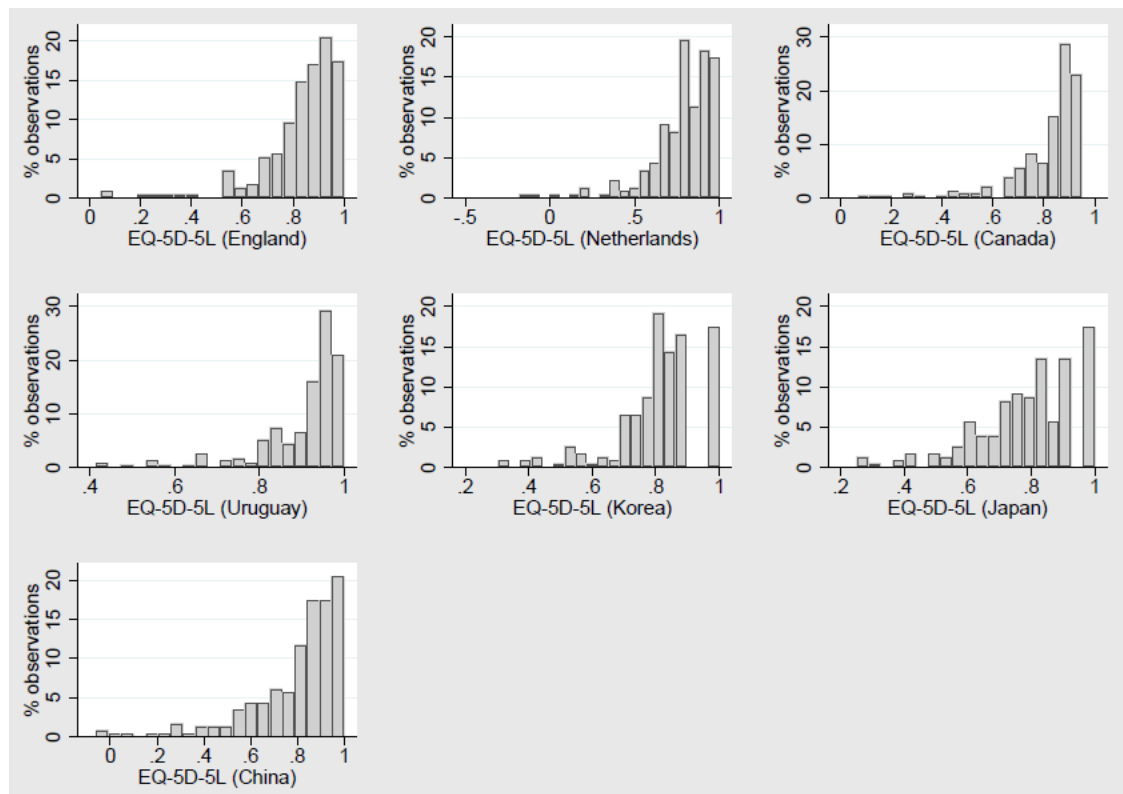 % observations
20
15
10
5
0
0 .2 .4 .6 .8 1
EQ-5D-5L (England)
% observations
20
15
10
5
0
-.5 0 .5 1
EQ-5D-5L (Netherlands)
% observations
30
20
10
0
0 .2 .4 .6 .8 1
EQ-5D-5L (Canada)
% observations
30
20
10
0
.4 .6 .8 1
EQ-5D-5L (Uruguay)
% observations
20
15
10
5
0
.2 .4 .6 .8 1
EQ-5D-5L (Korea)
% observations
20
15
10
5
0
.2 .4 .6 .8 1
EQ-5D-5L (Japan)
% observations
20
15
10
5
0
0 .2 .4 .6 .8 1
EQ-5D-5L (China)